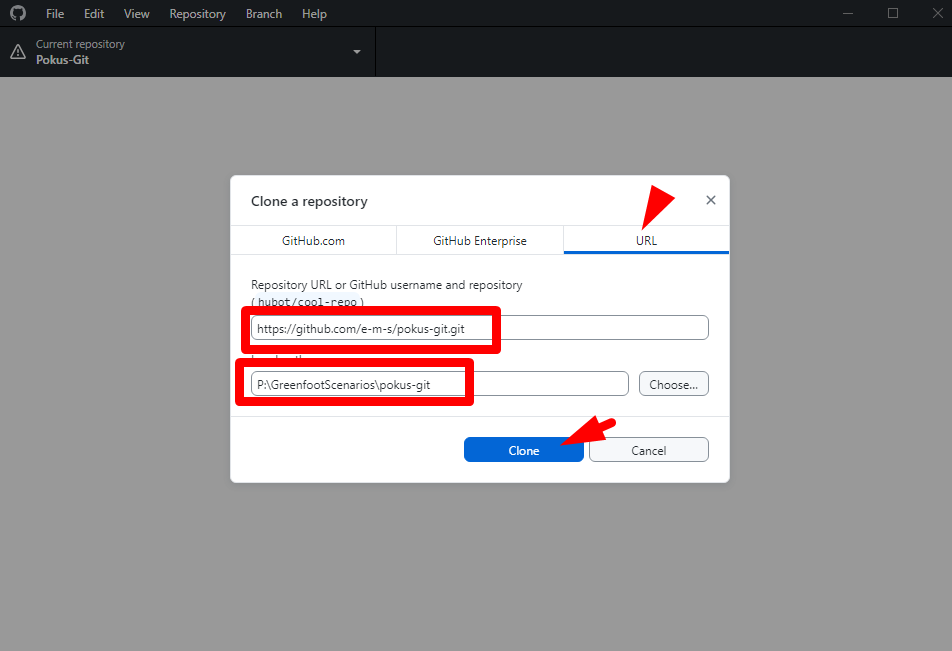 File Edit View Repository Branch Help
Current repository
Pokus-Git
Clone a repository
GitHub.com GitHub Enterprise URL
Repository URL or GitHub username and repository
(hubot/cool-repo)
https://github.com/e-m-s/pokus-git.git
P:\GreenfootScenarios\pokus-git
Choose...
Clone Cancel